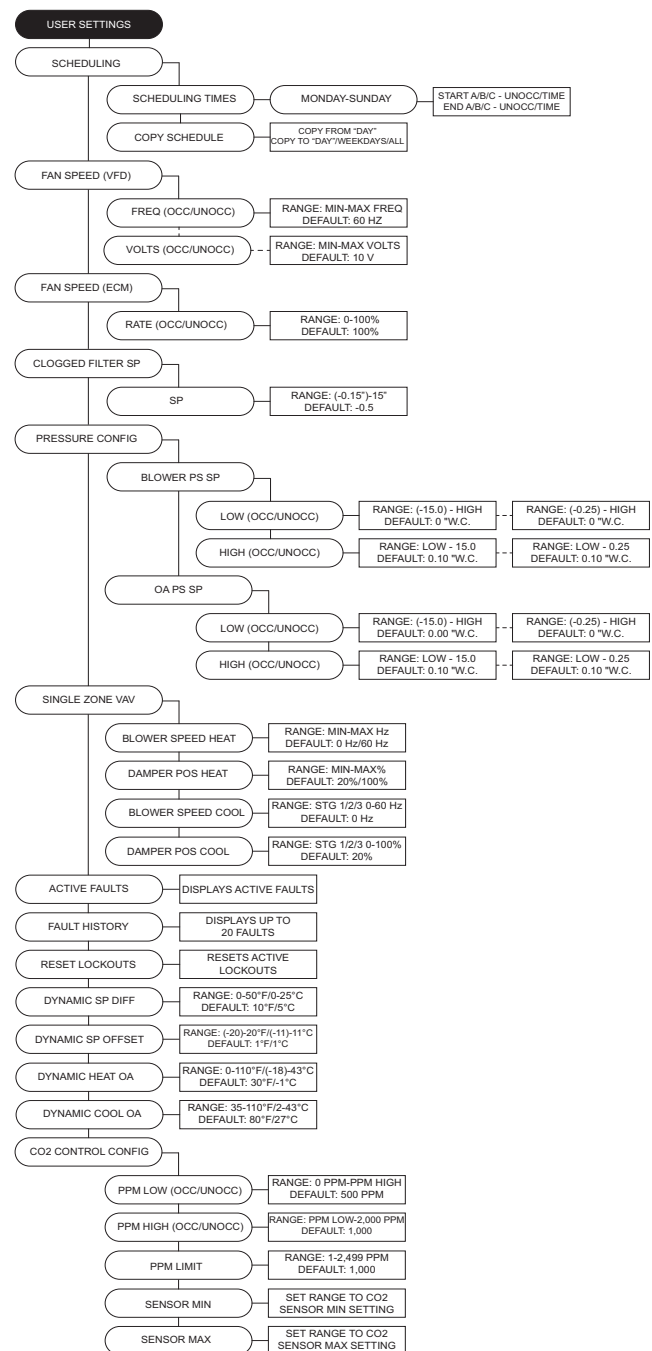 USER SETTINGS
SCHEDULING
SCHEDULING TIMES
MONDAY-SUNDAY
START A/B/C - UNOCC/TIME
END A/B/C - UNOCC/TIME
COPY SCHEDULE
COPY FROM “DAY”
COPY TO “DAY”/WEEKDAYS/ALL
FAN SPEED (VFD)
FREQ (OCC/UNOCC)
RANGE: MIN-MAX FREQ
DEFAULT: 60 HZ
VOLTS (OCC/UNOCC)
RANGE: MIN-MAX VOLTS
DEFAULT: 10 V
FAN SPEED (ECM)
RATE (OCC/UNOCC)
RANGE: 0-100%
DEFAULT: 100%
CLOGGED FILTER SP
SP
RANGE: (-0.15”)-15”
DEFAULT: -0.5
PRESSURE CONFIG
BLOWER PS SP
LOW (OCC/UNOCC)
RANGE: (-15.0) - HIGH
DEFAULT: 0 "W.C.
RANGE: (-0.25) - HIGH
DEFAULT: 0 "W.C.
HIGH (OCC/UNOCC)
RANGE: LOW - 15.0
DEFAULT: 0.10 "W.C.
RANGE: LOW - 0.25
DEFAULT: 0.10 "W.C.
OA PS SP
LOW (OCC/UNOCC)
RANGE: (-15.0) - HIGH
DEFAULT: 0.00 "W.C.
RANGE: (-0.25) - HIGH
DEFAULT: 0 "W.C.
HIGH (OCC/UNOCC)
RANGE: LOW - 15.0
DEFAULT: 0.10 "W.C.
RANGE: LOW - 0.25
DEFAULT: 0.10 "W.C.
SINGLE ZONE VAV
BLOWER SPEED HEAT
RANGE: MIN-MAX Hz
DEFAULT: 0 Hz/60 Hz
DAMPER POS HEAT
RANGE: MIN-MAX%
DEFAULT: 20%/100%
BLOWER SPEED COOL
RANGE: STG 1/2/3 0-60 Hz
DEFAULT: 0 Hz
DAMPER POS COOL
RANGE: STG 1/2/3 0-100%
DEFAULT: 20%
ACTIVE FAULTS
DISPLAYS ACTIVE FAULTS
FAULT HISTORY
DISPLAYS UP TO
20 FAULTS
RESET LOCKOUTS
RESETS ACTIVE
LOCKOUTS
DYNAMIC SP DIFF
RANGE: 0-50°F/0-25°C
DEFAULT: 10°F/5°C
DYNAMIC SP OFFSET
RANGE: (-20)-20°F/(-11)-11°C
DEFAULT: 1°F/1°C
DYNAMIC HEAT OA
RANGE: 0-110°F/(-18)-43°C
DEFAULT: 30°F/-1°C
DYNAMIC COOL OA
RANGE: 35-110°F/2-43°C
DEFAULT: 80°F/27°C
CO2 CONTROL CONFIG
PPM LOW (OCC/UNOCC)
RANGE: 0 PPM-PPM HIGH
DEFAULT: 500 PPM
PPM HIGH (OCC/UNOCC)
RANGE: PPM LOW-2,000 PPM
DEFAULT: 1,000
PPM LIMIT
RANGE: 1-2,499 PPM
DEFAULT: 1,000
SENSOR MIN
SET RANGE TO CO2
SENSOR MIN SETTING
SENSOR MAX
SET RANGE TO CO2
SENSOR MAX SETTING